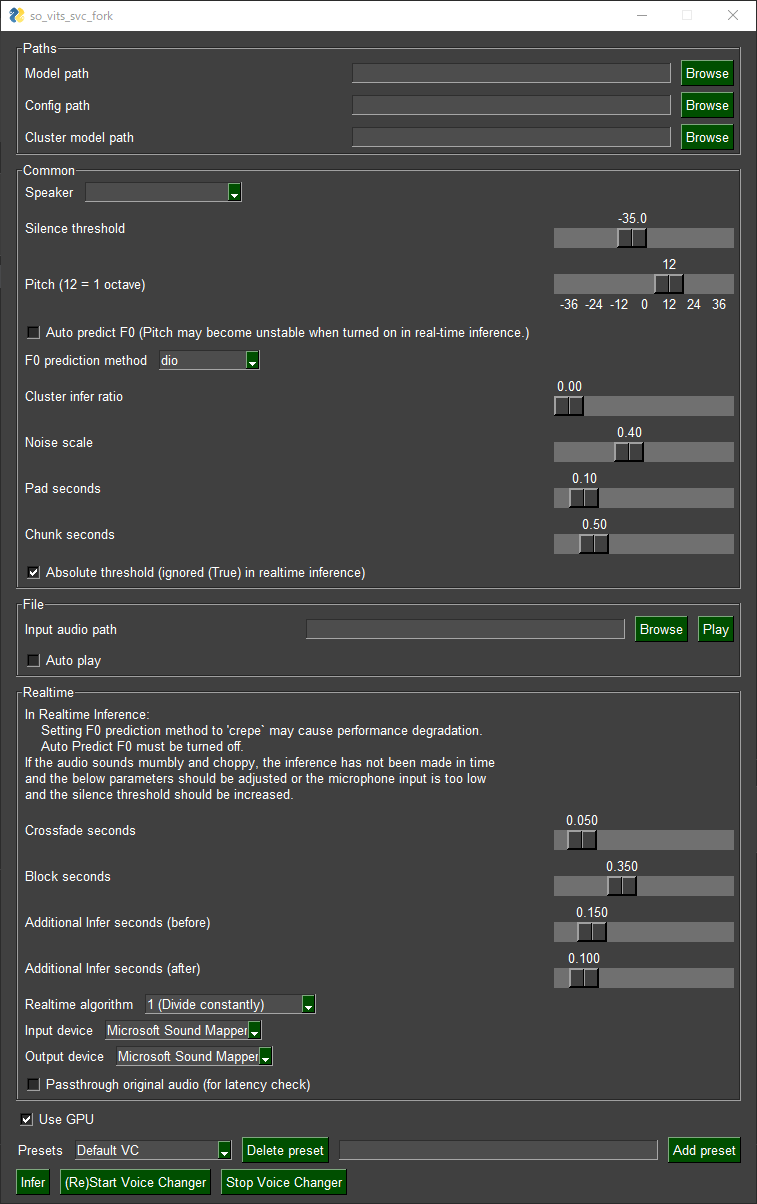 so_vits_svc_fork
Paths
Model path Browse
Config path Browse
Cluster model path Browse
Common
Speaker
Silence threshold -35.0
Pitch (12 = 1 octave) 12
-36 -24 -12 0 12 24 36
Auto predict F0 (Pitch may become unstable when turned on in real-time inference.)
F0 prediction method dio
Cluster infer ratio 0.00
Noise scale 0.40
Pad seconds 0.10
Chunk seconds 0.50
Absolute threshold (ignored (True) in realtime inference)
File
Input audio path Browse Play
Auto play
Realtime
In Realtime Inference:
Setting F0 prediction method to 'crepe` may cause performance degradation.
Auto Predict F0 must be turned off.
If the audio sounds mumbly and choppy, the inference has not been made in time
and the below parameters should be adjusted or the microphone input is too low
and the silence threshold should be increased.
Crossfade seconds 0.050
Block seconds 0.350
Additional Infer seconds (before) 0.150
Additional Infer seconds (after) 0.100
Realtime algorithm 1 (Divide constantly)
Input device Microsoft Sound Mapper
Output device Microsoft Sound Mapper
Passthrough original audio (for latency check)
Use GPU
Presets Default VC Delete preset Add preset
Infer (Re)Start Voice Changer Stop Voice Changer